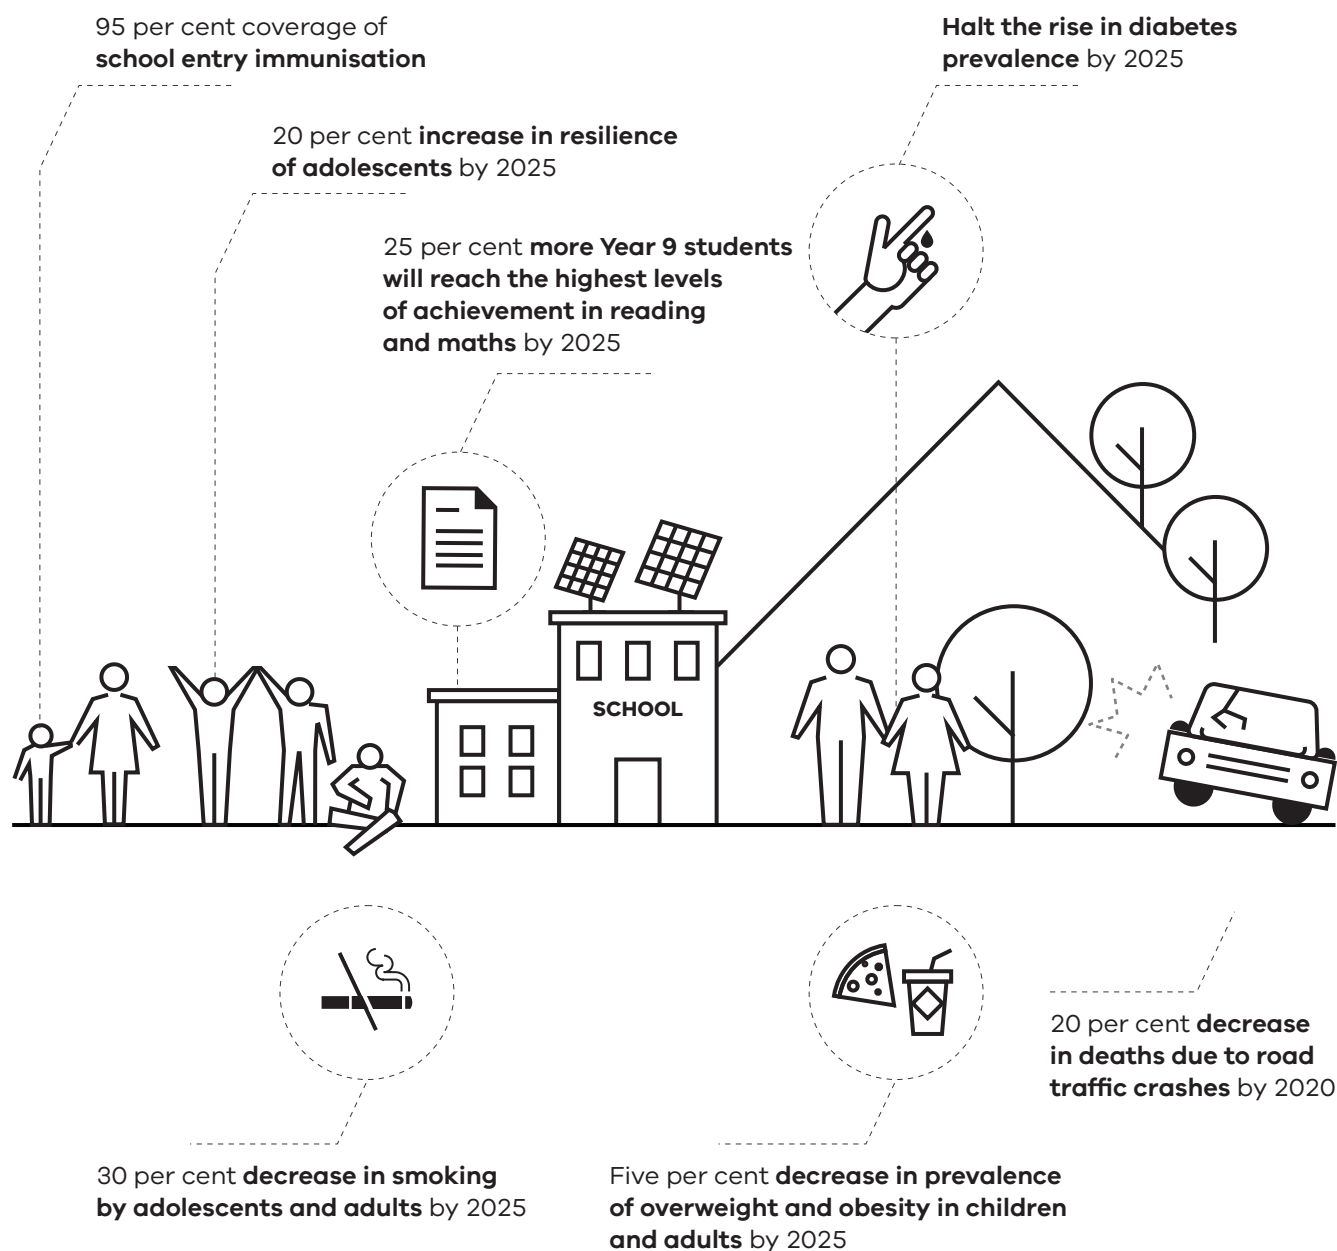 95 per cent coverage of
school entry immunisation
Halt the rise in diabetes
prevalence by 2025
20 per cent increase in resilience
of adolescents by 2025
25 per cent more Year 9 students
will reach the highest levels
of achievement in reading
and maths by 2025
SCHOOL
20 per cent decrease
in deaths due to road
traffic crashes by 2020
30 per cent decrease in smoking
by adolescents and adults by 2025
Five per cent decrease in prevalence
of overweight and obesity in children
and adults by 2025